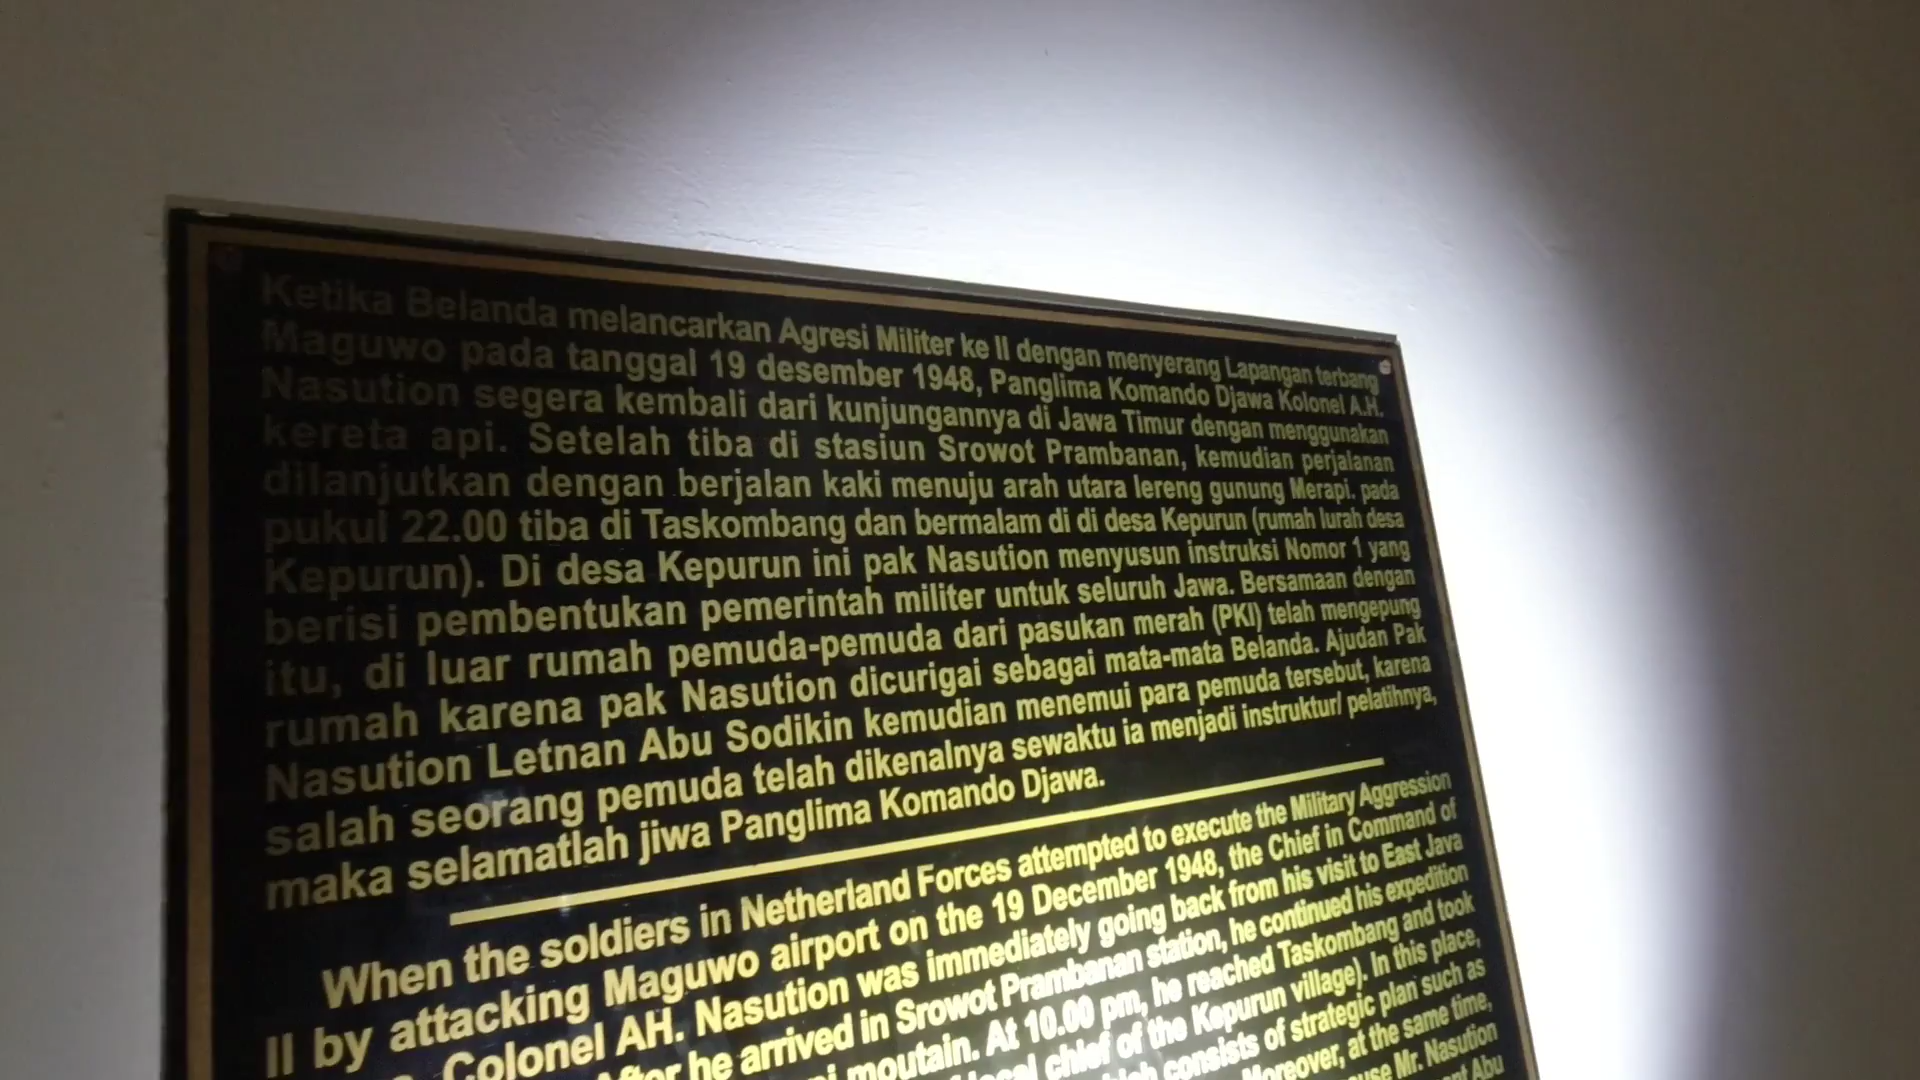 Ketika Belanda melancarkan Agresi Militer ke II dengan menyerang Lapangan terbang
Maguwo pada tanggal 19 desember 1948, Panglima Komando Djawa Kolonel A.H.
Nasution segera kembali dari kunjungannya di Jawa Timur dengan menggunakan
kereta api. Setelah tiba di stasiun Srowot Prambanan, kemudian perjalanan
dilanjutkan dengan berjalan kaki menuju arah utara lereng gunung Merapi. pada
pukul 22.00 tiba di Taskombang dan bermalam di di desa Kepurun (rumah lurah desa
Kepurun). Di desa Kepurun ini pak Nasution menyusun instruksi Nomor 1 yang
berisi pembentukan pemerintah militer untuk seluruh Jawa. Bersamaan dengan
itu, di luar rumah pemuda-pemuda dari pasukan merah (PKI) telah mengepung
rumah karena pak Nasution dicurigai sebagai mata-mata Belanda. Ajudan Pak
Nasution Letnan Abu Sodikin kemudian menemui para pemuda tersebut, karena
salah seorang pemuda telah dikenalnya sewaktu ia menjadi instruktur/ pelatihnya,
maka selamatlah jiwa Panglima Komando Djawa.
When the soldiers in Netherland Forces attempted to execute the Military Aggression
II by attacking Maguwo airport on the 19 December 1948, the Chief in Command of
Colonel AH. Nasution was immediately going back from his visit to East Java
After he arrived in Srowot Prambanan station, he continued his expedition
moutain. At 10.00 pm, he reached Taskombang and took
local chief of the Kepurun village). In this place,
consists of strategic plan such as
Moreover, at the same time,
Mr. Nasution
Abu